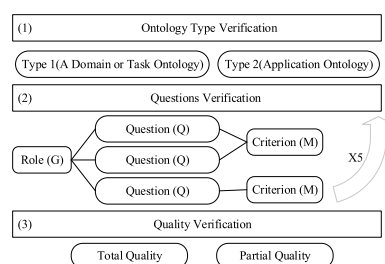 (1) Ontology Type Verification
Type 1(A Domain or Task Ontology) Type 2(Application Ontology)
(2) Questions Verification
Question (Q)
Criterion (M)
Role (G) Question (Q) X5
Question (Q) Criterion (M)
(3) Quality Verification
Total Quality Partial Quality